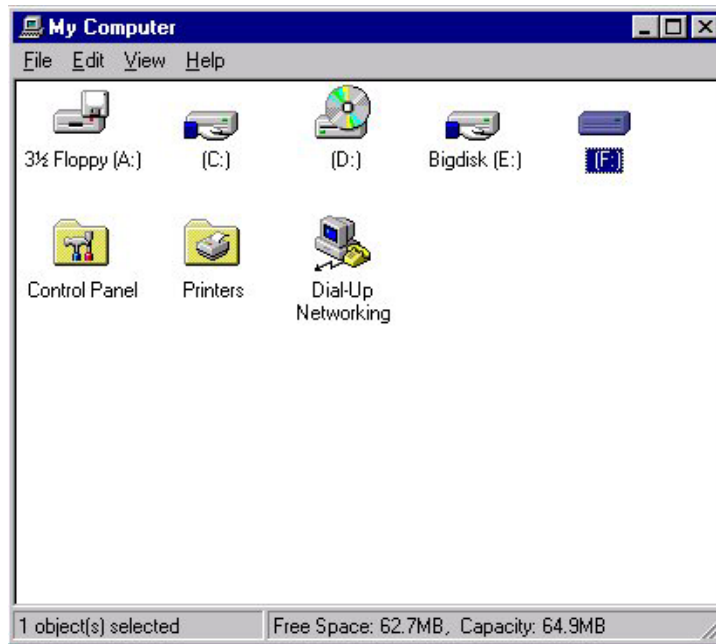 My Computer
File Edit View Help
3½ Floppy (A:) (C:) (D:) Bigdisk (E:) (F:)
Control Panel Printers Dial-Up
Networking
1 object(s) selected Free Space: 62.7MB, Capacity: 64.9MB